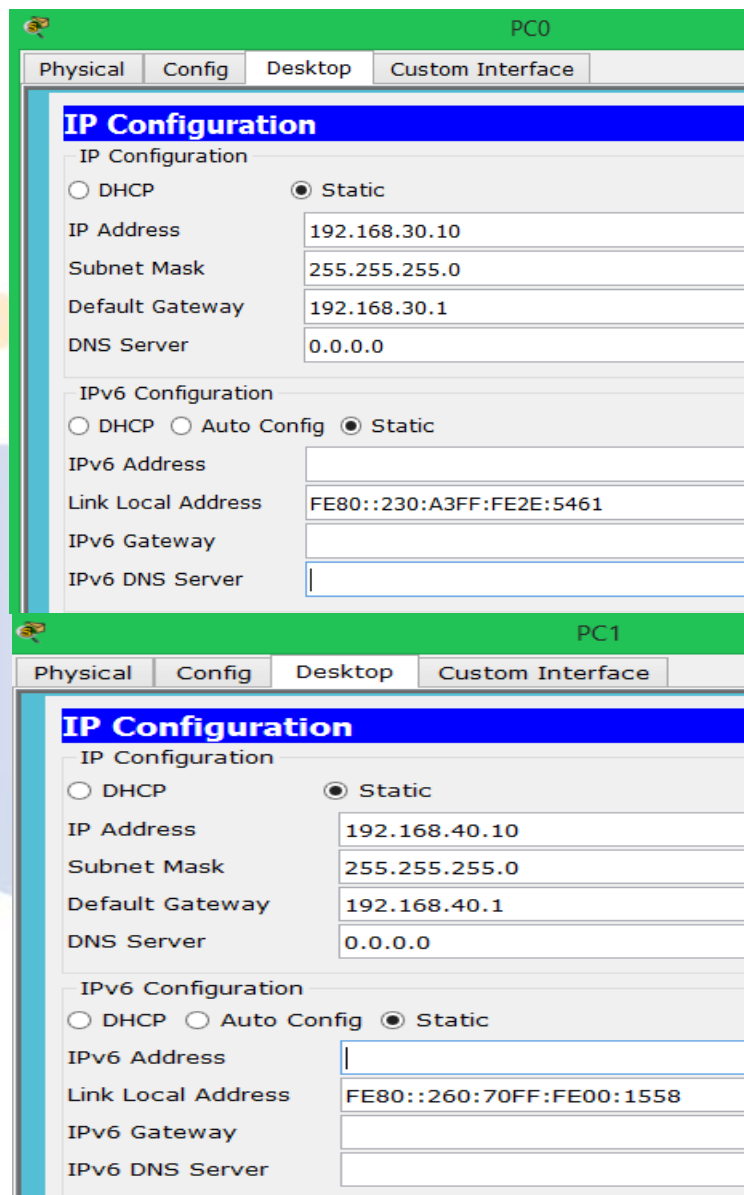 PC0
Physical Config Desktop Custom Interface
IP Configuration
IP Configuration
DHCP Static
IP Address 192.168.30.10
Subnet Mask 255.255.255.0
Default Gateway 192.168.30.1
DNS Server 0.0.0.0
IPv6 Configuration
DHCP Auto Config Static
IPv6 Address
Link Local Address FE80::230:A3FF:FE2E:5461
IPv6 Gateway
IPv6 DNS Server
PC1
Physical Config Desktop Custom Interface
IP Configuration
IP Configuration
DHCP Static
IP Address 192.168.40.10
Subnet Mask 255.255.255.0
Default Gateway 192.168.40.1
DNS Server 0.0.0.0
IPv6 Configuration
DHCP Auto Config Static
IPv6 Address
Link Local Address FE80::260:70FF:FE00:1558
IPv6 Gateway
IPv6 DNS Server